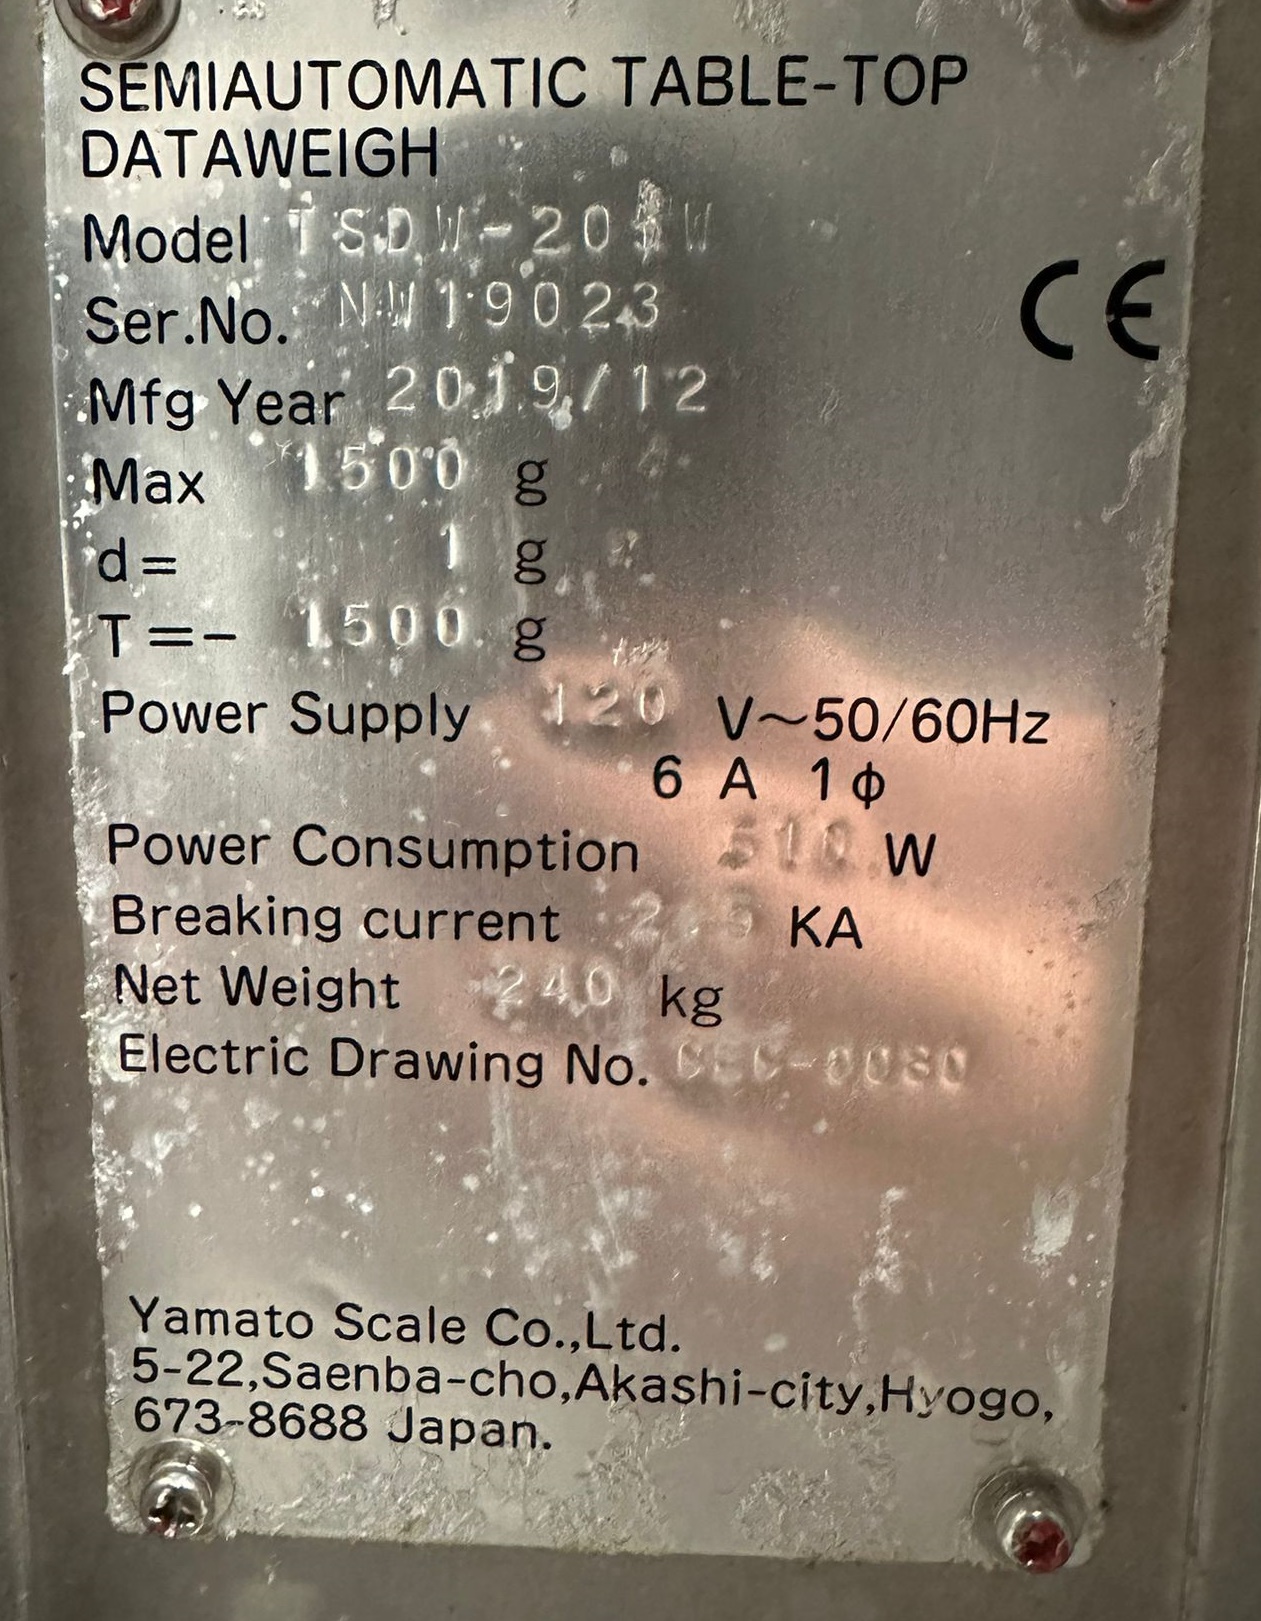 SEMIAUTOMATIC TABLE-TOP
DATAWEIGH
Model
CE
Ser.No. NW19023
Mfg Year 2019/12
Max 1500 g
d= 1 g
T=- 1500 g
Power Supply 120 V~50/60Hz
6 A 1ϕ
Power Consumption 510 W
Breaking current KA
Net Weight 240 kg
Electric Drawing No.
Yamato Scale Co.,Ltd.
5-22,Saenba-cho,Akashi-city,Hyogo,
673-8688 Japan.